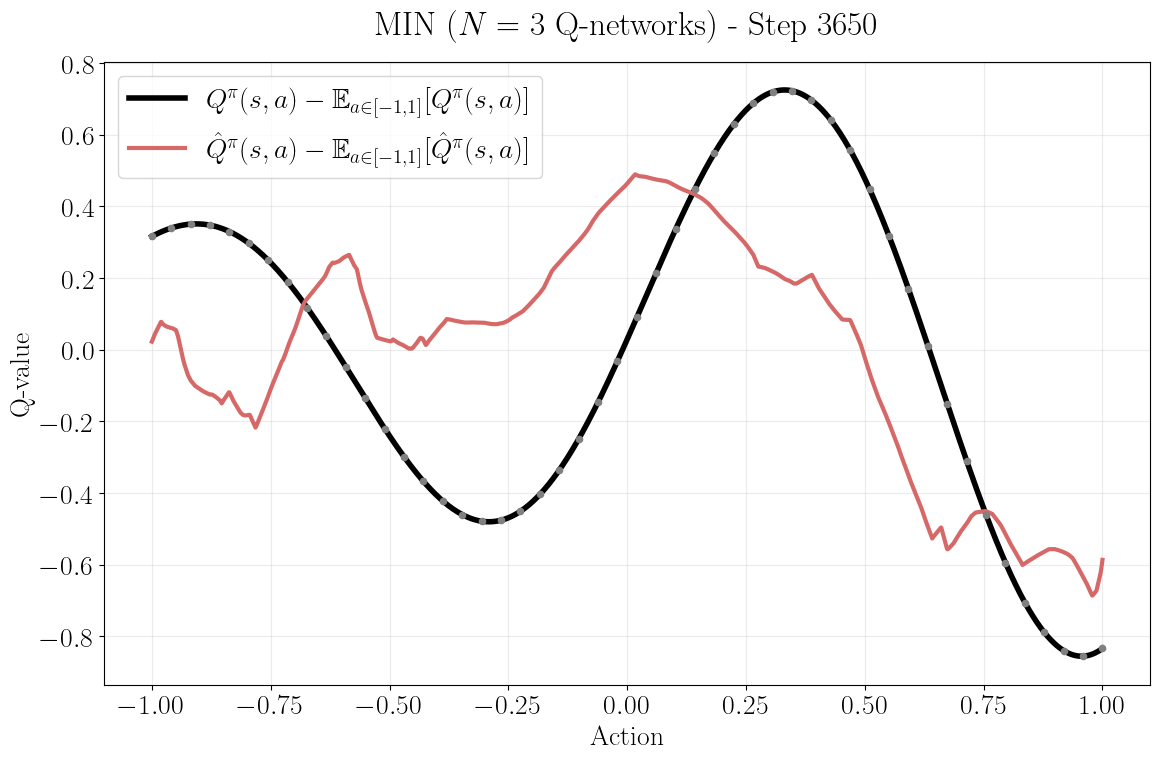 MIN (N = 3 Q-networks) - Step 3650
0.8
Q^π(s, a) − 𝔼_{a∈[−1,1]}[Q^π(s, a)]
Q̂^π(s, a) − 𝔼_{a∈[−1,1]}[Q̂^π(s, a)]
0.6
0.4
0.2
0.0
−0.2
−0.4
−0.6
−0.8
Q-value
−1.00 −0.75 −0.50 −0.25 0.00 0.25 0.50 0.75 1.00
Action